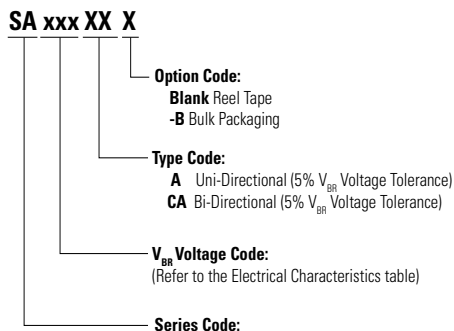 SA xxx XX X
Option Code:
Blank Reel Tape
-B Bulk Packaging
Type Code:
A Uni-Directional (5% VBR Voltage Tolerance)
CA Bi-Directional (5% VBR Voltage Tolerance)
VBR Voltage Code:
(Refer to the Electrical Characteristics table)
Series Code: